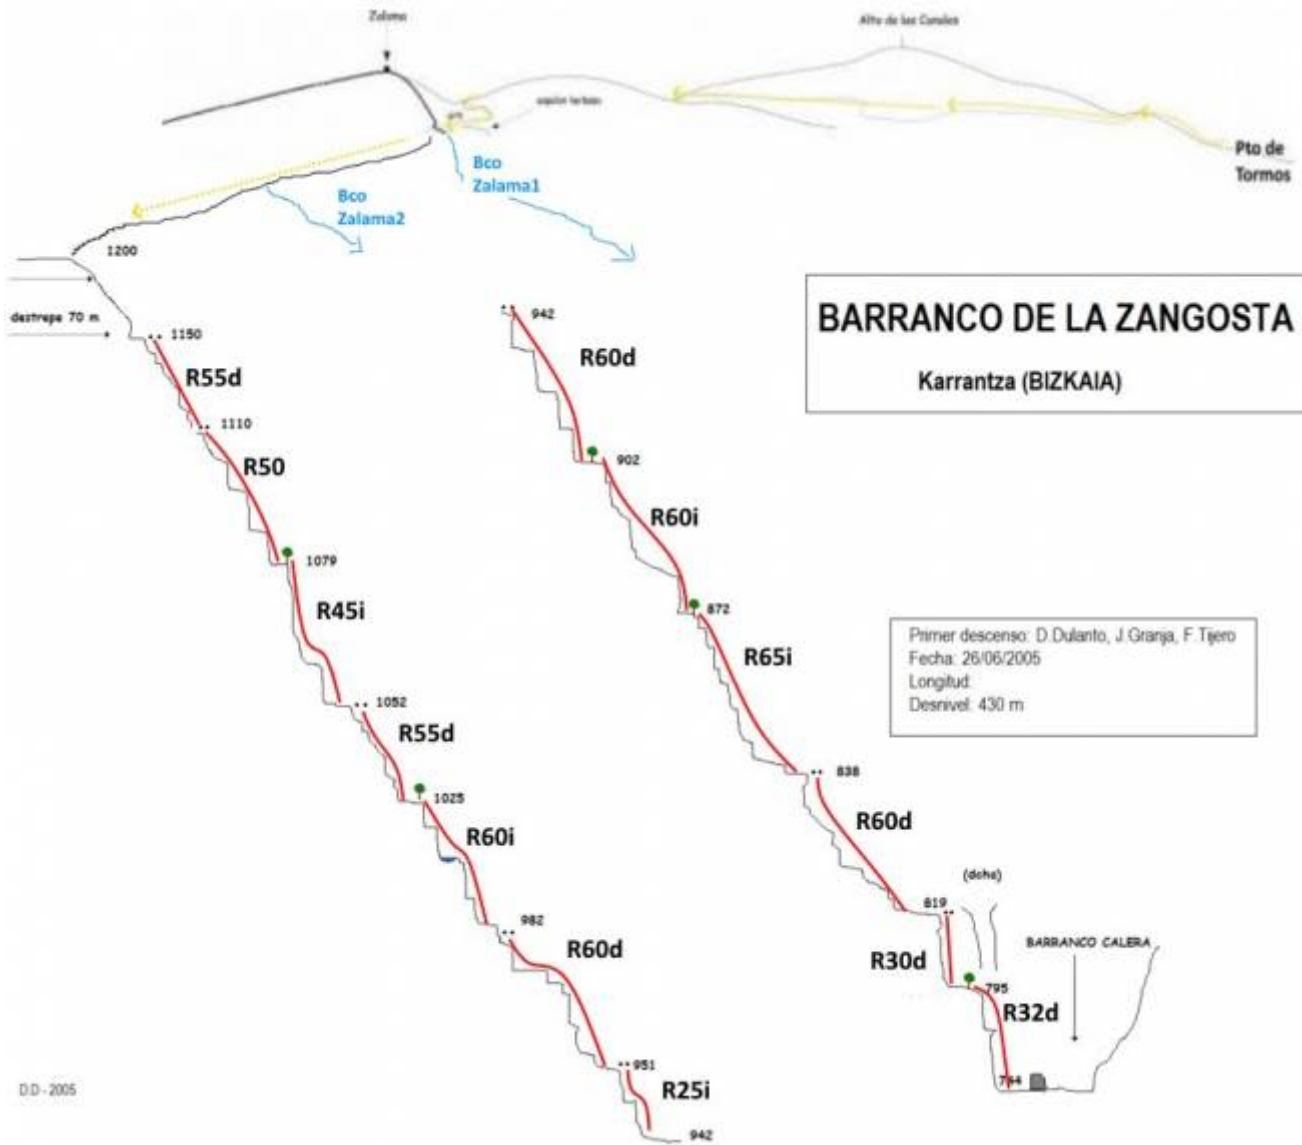 Zalama
Alto de las Canales
Pto de
Tormos
Bco
Zalama1
Bco
Zalama2
1200
destrepe 70 m
1150
R55d
1110
R50
1079
R45i
1052
R55d
1025
R60i
982
R60d
951
R25i
942
942
R60d
902
R60i
872
R65i
838
R60d
819
(dcha)
R30d
795
R32d
764
BARRANCO CALERA
BARRANCO DE LA ZANGOSTA
Karrantza (BIZKAIA)
Primer descenso: D.Dulanto, J.Granja, F.Tijero
Fecha: 26/06/2005
Longitud:
Desnivel: 430 m
D.D - 2005